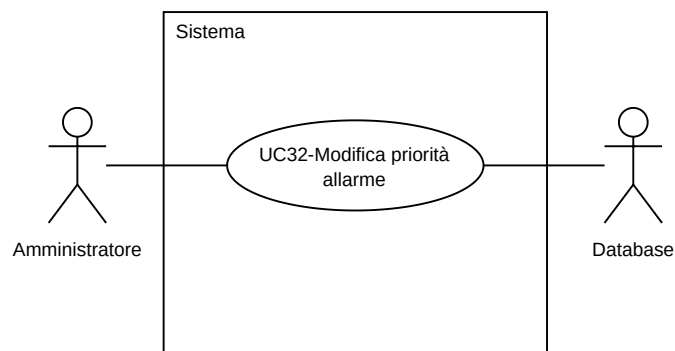 Sistema
UC32-Modifica priorità
allarme
Amministratore
Database